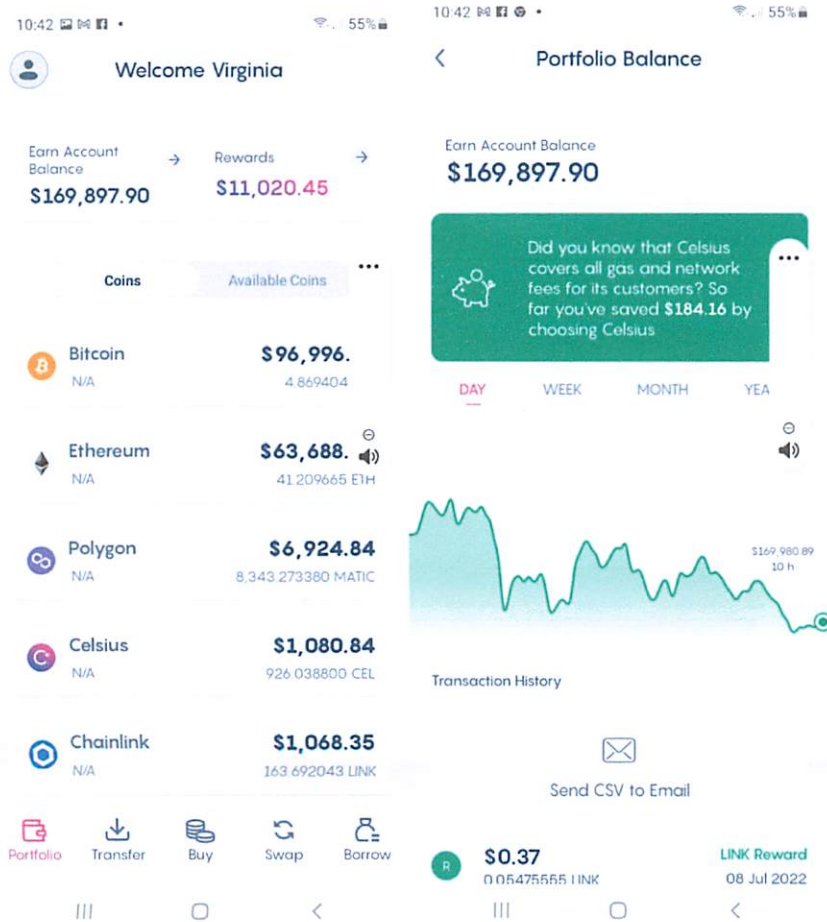 10:42
55%
Welcome Virginia
Earn Account
Balance
$169,897.90
Rewards
$11,020.45
Coins
Available Coins
Bitcoin
$96,996.
N/A
4.869404
Ethereum
$63,688.
N/A
41.209665 ETH
Polygon
$6,924.84
N/A
8,343.273380 MATIC
Celsius
$1,080.84
N/A
926.038800 CEL
Chainlink
$1,068.35
N/A
163.692043 LINK
Portfolio
Transfer
Buy
Swap
Borrow
10:42
55%
Portfolio Balance
Earn Account Balance
$169,897.90
Did you know that Celsius
covers all gas and network
fees for its customers? So
far you've saved $184.16 by
choosing Celsius
DAY
WEEK
MONTH
YEA
$169,980.89
10 h
Transaction History
Send CSV to Email
R
$0.37
LINK Reward
0.05475555 LINK
08 Jul 2022